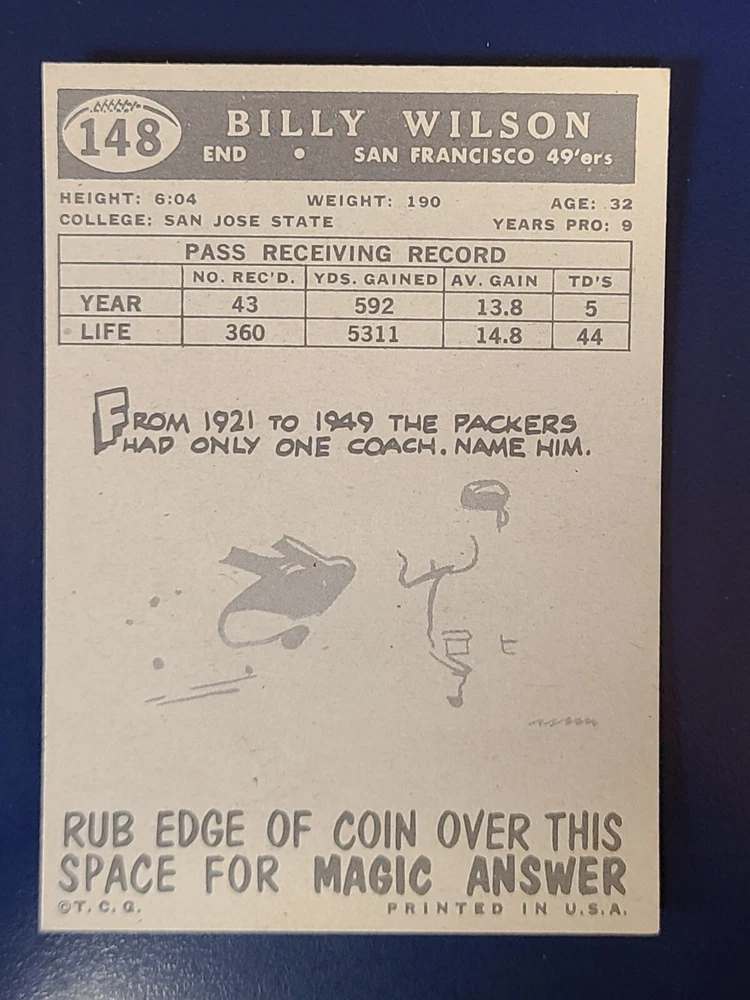 148
BILLY WILSON
END • SAN FRANCISCO 49'ers
HEIGHT: 6:04 WEIGHT: 190 AGE: 32
COLLEGE: SAN JOSE STATE YEARS PRO: 9
PASS RECEIVING RECORD
NO. REC'D. YDS. GAINED AV. GAIN TD'S
YEAR 43 592 13.8 5
LIFE 360 5311 14.8 44
FROM 1921 TO 1949 THE PACKERS
HAD ONLY ONE COACH. NAME HIM.
RUB EDGE OF COIN OVER THIS
SPACE FOR MAGIC ANSWER
©T.C.G. PRINTED IN U.S.A.